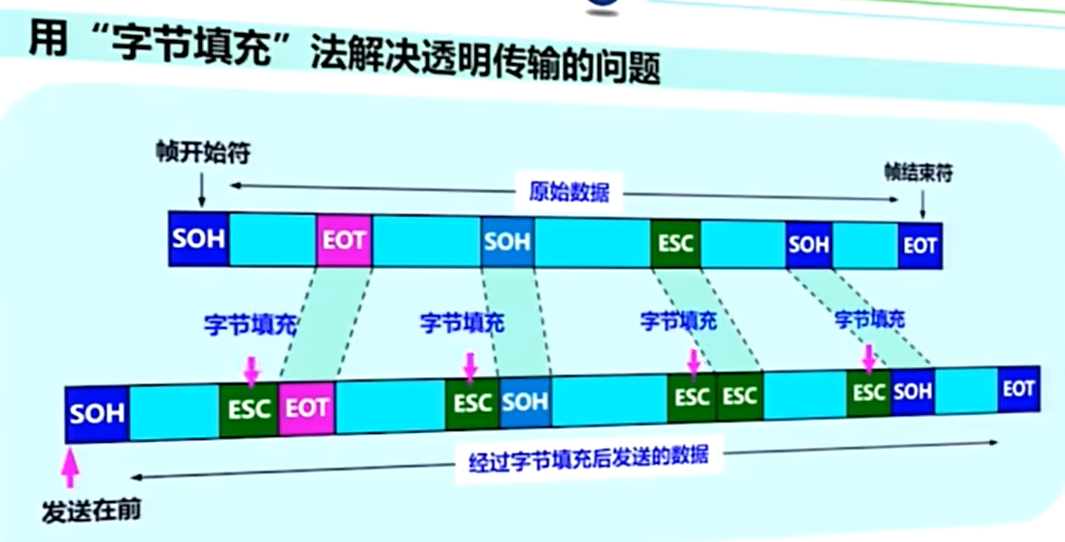 用“字节填充”法解决透明传输的问题
帧开始符
帧结束符
原始数据
SOH EOT SOH ESC SOH EOT
字节填充 字节填充 字节填充 字节填充
SOH ESC EOT ESC SOH ESC ESC ESC SOH EOT
经过字节填充后发送的数据
发送在前